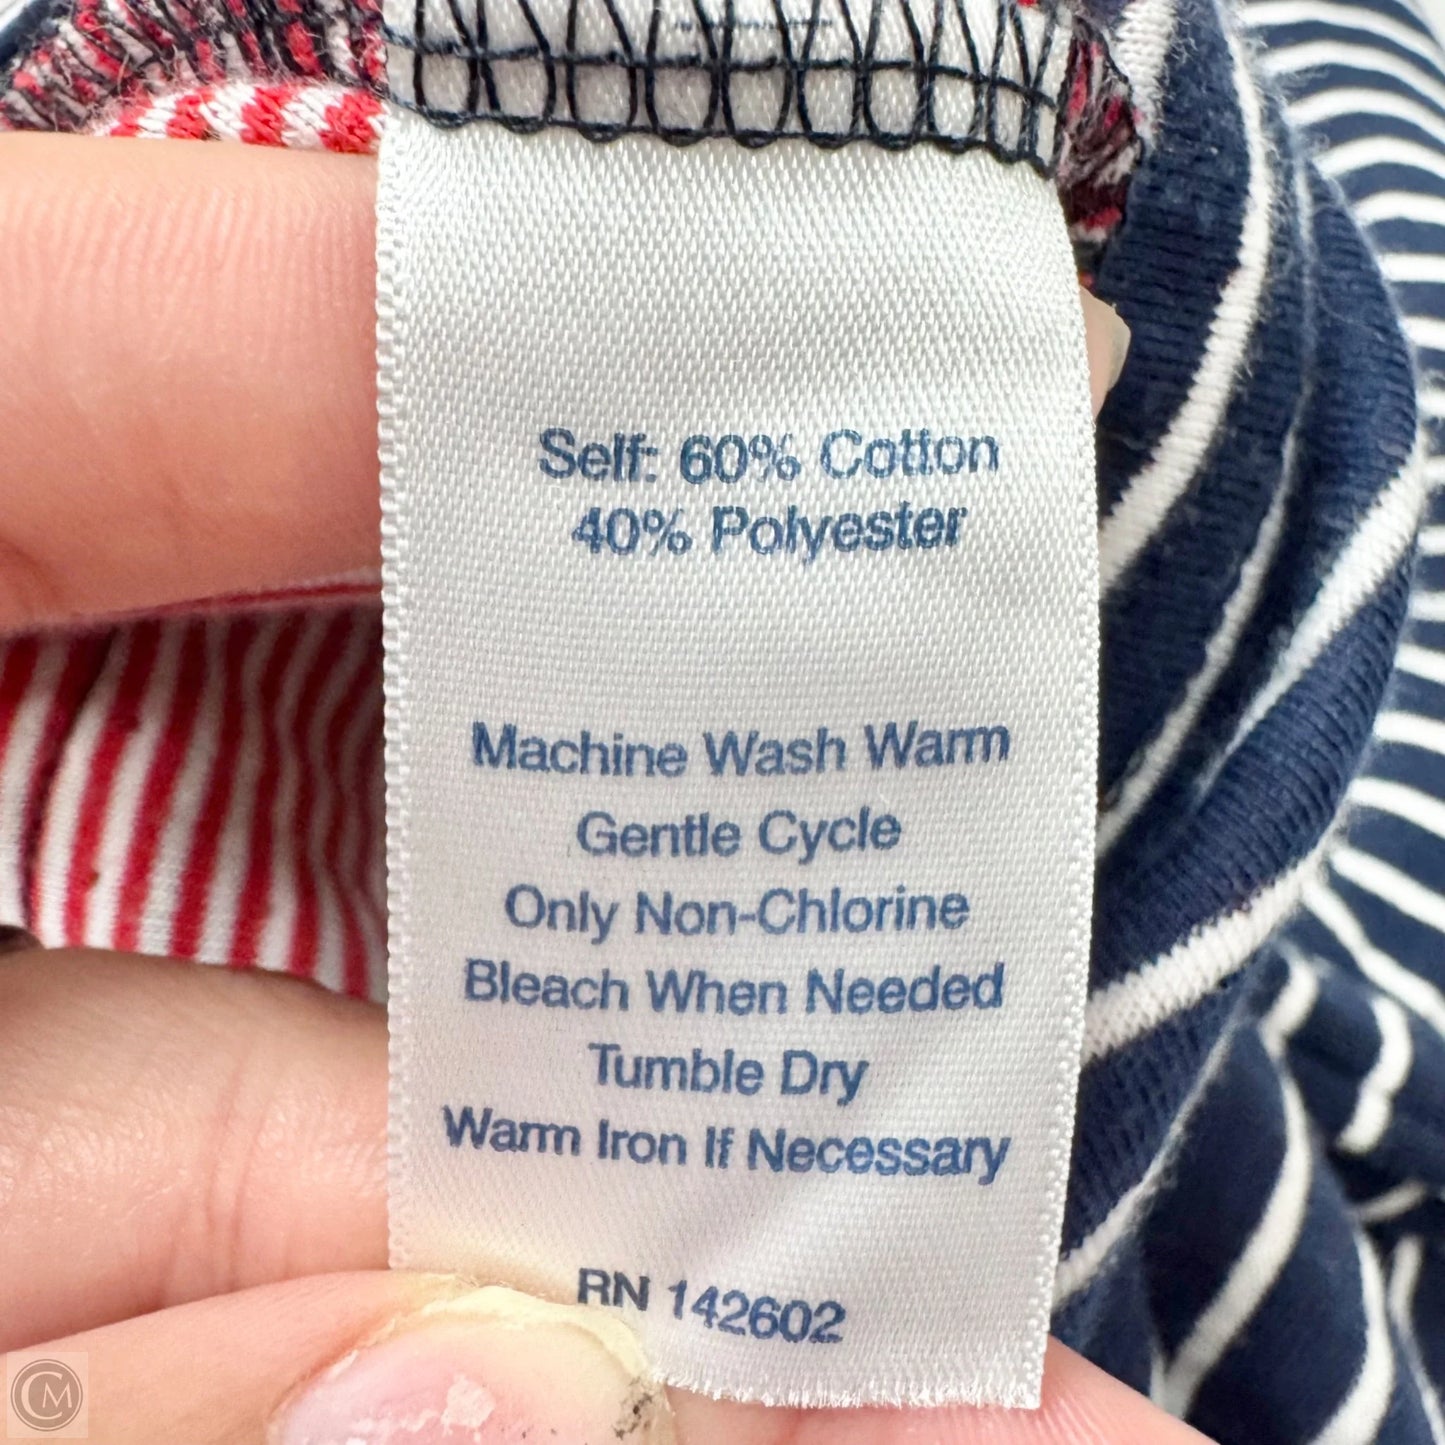 Self: 60% Cotton
40% Polyester
Machine Wash Warm
Gentle Cycle
Only Non-Chlorine
Bleach When Needed
Tumble Dry
Warm Iron If Necessary
RN 142602
CM